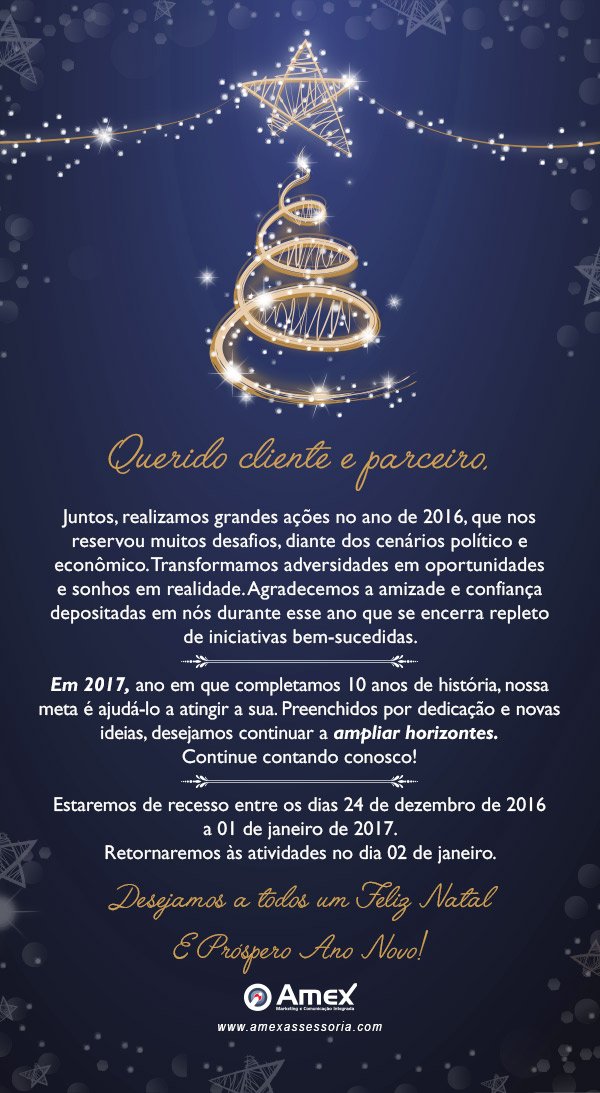 Querido cliente e parceiro,
Juntos, realizamos grandes ações no ano de 2016, que nos
reservou muitos desafios, diante dos cenários político e
econômico. Transformamos adversidades em oportunidades
e sonhos em realidade. Agradecemos a amizade e confiança
depositadas em nós durante esse ano que se encerra repleto
de iniciativas bem-sucedidas.
Em 2017, ano em que completamos 10 anos de história, nossa
meta é ajudá-lo a atingir a sua. Preenchidos por dedicação e novas
ideias, desejamos continuar a ampliar horizontes.
Continue contando conosco!
Estaremos de recesso entre os dias 24 de dezembro de 2016
a 01 de janeiro de 2017.
Retornaremos às atividades no dia 02 de janeiro.
Desejamos a todos um Feliz Natal
E Próspero Ano Novo!
Amex
Marketing e Comunicação Integrada
www.amexassessoria.com